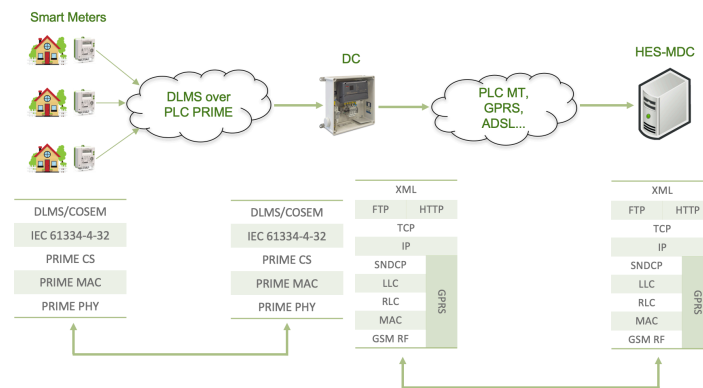 Smart Meters
DC
HES-MDC
DLMS over
PLC PRIME
PLC MT,
GPRS,
ADSL...
DLMS/COSEM
IEC 61334-4-32
PRIME CS
PRIME MAC
PRIME PHY
DLMS/COSEM
IEC 61334-4-32
PRIME CS
PRIME MAC
PRIME PHY
XML
FTP HTTP
TCP
IP
SNDCP
LLC
RLC
MAC
GSM RF
GPRS
XML
FTP HTTP
TCP
IP
SNDCP
LLC
RLC
MAC
GSM RF
GPRS